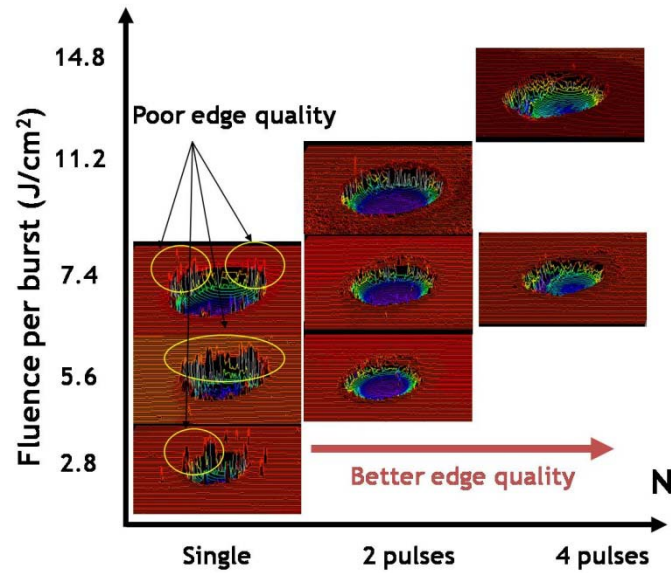 14.8
Poor edge quality
11.2
7.4
5.6
2.8
Fluence per burst (J/cm²)
Better edge quality
N
Single
2 pulses
4 pulses